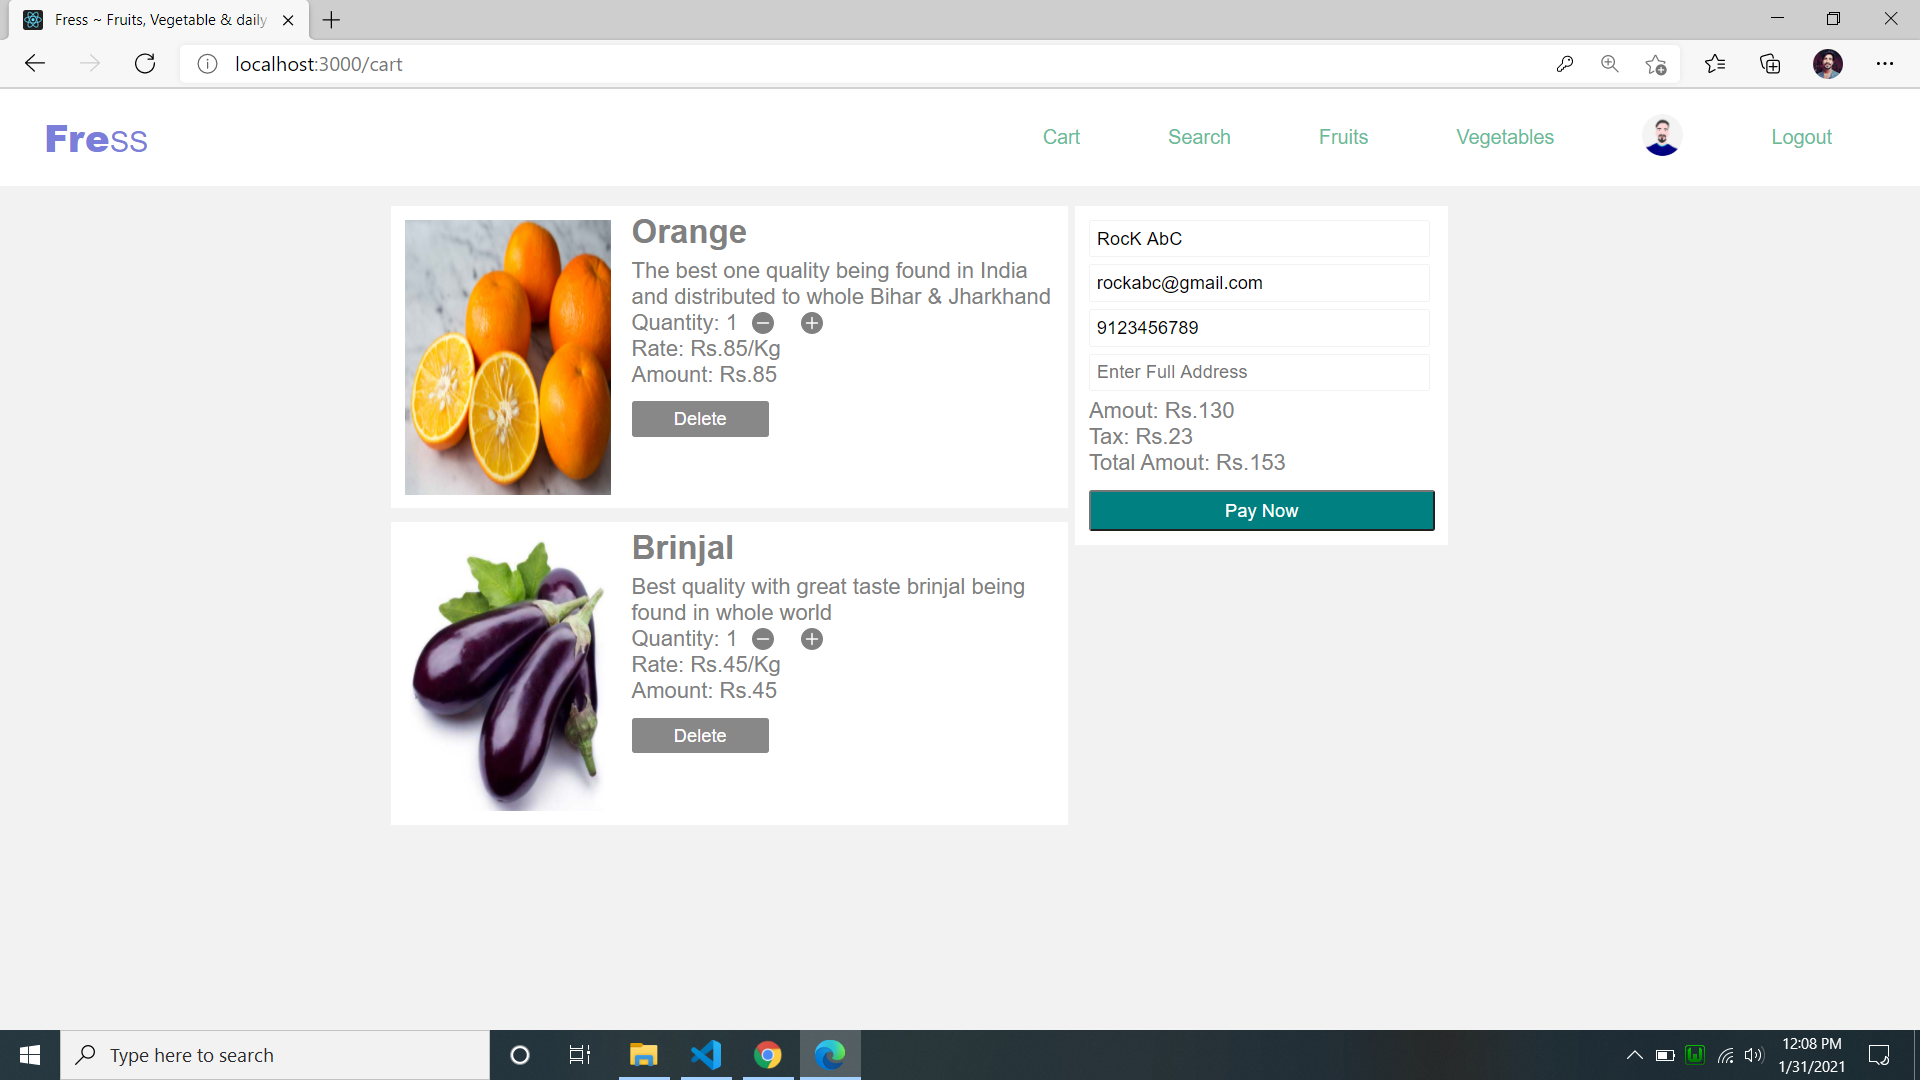 Fress ~ Fruits, Vegetable & daily
localhost:3000/cart
Fress
Cart
Search
Fruits
Vegetables
Logout
Orange
The best one quality being found in India
and distributed to whole Bihar & Jharkhand
Quantity: 1
Rate: Rs.85/Kg
Amount: Rs.85
Delete
Brinjal
Best quality with great taste brinjal being
found in whole world
Quantity: 1
Rate: Rs.45/Kg
Amount: Rs.45
Delete
RocK AbC
rockabc@gmail.com
9123456789
Enter Full Address
Amout: Rs.130
Tax: Rs.23
Total Amout: Rs.153
Pay Now
Type here to search
12:08 PM
1/31/2021